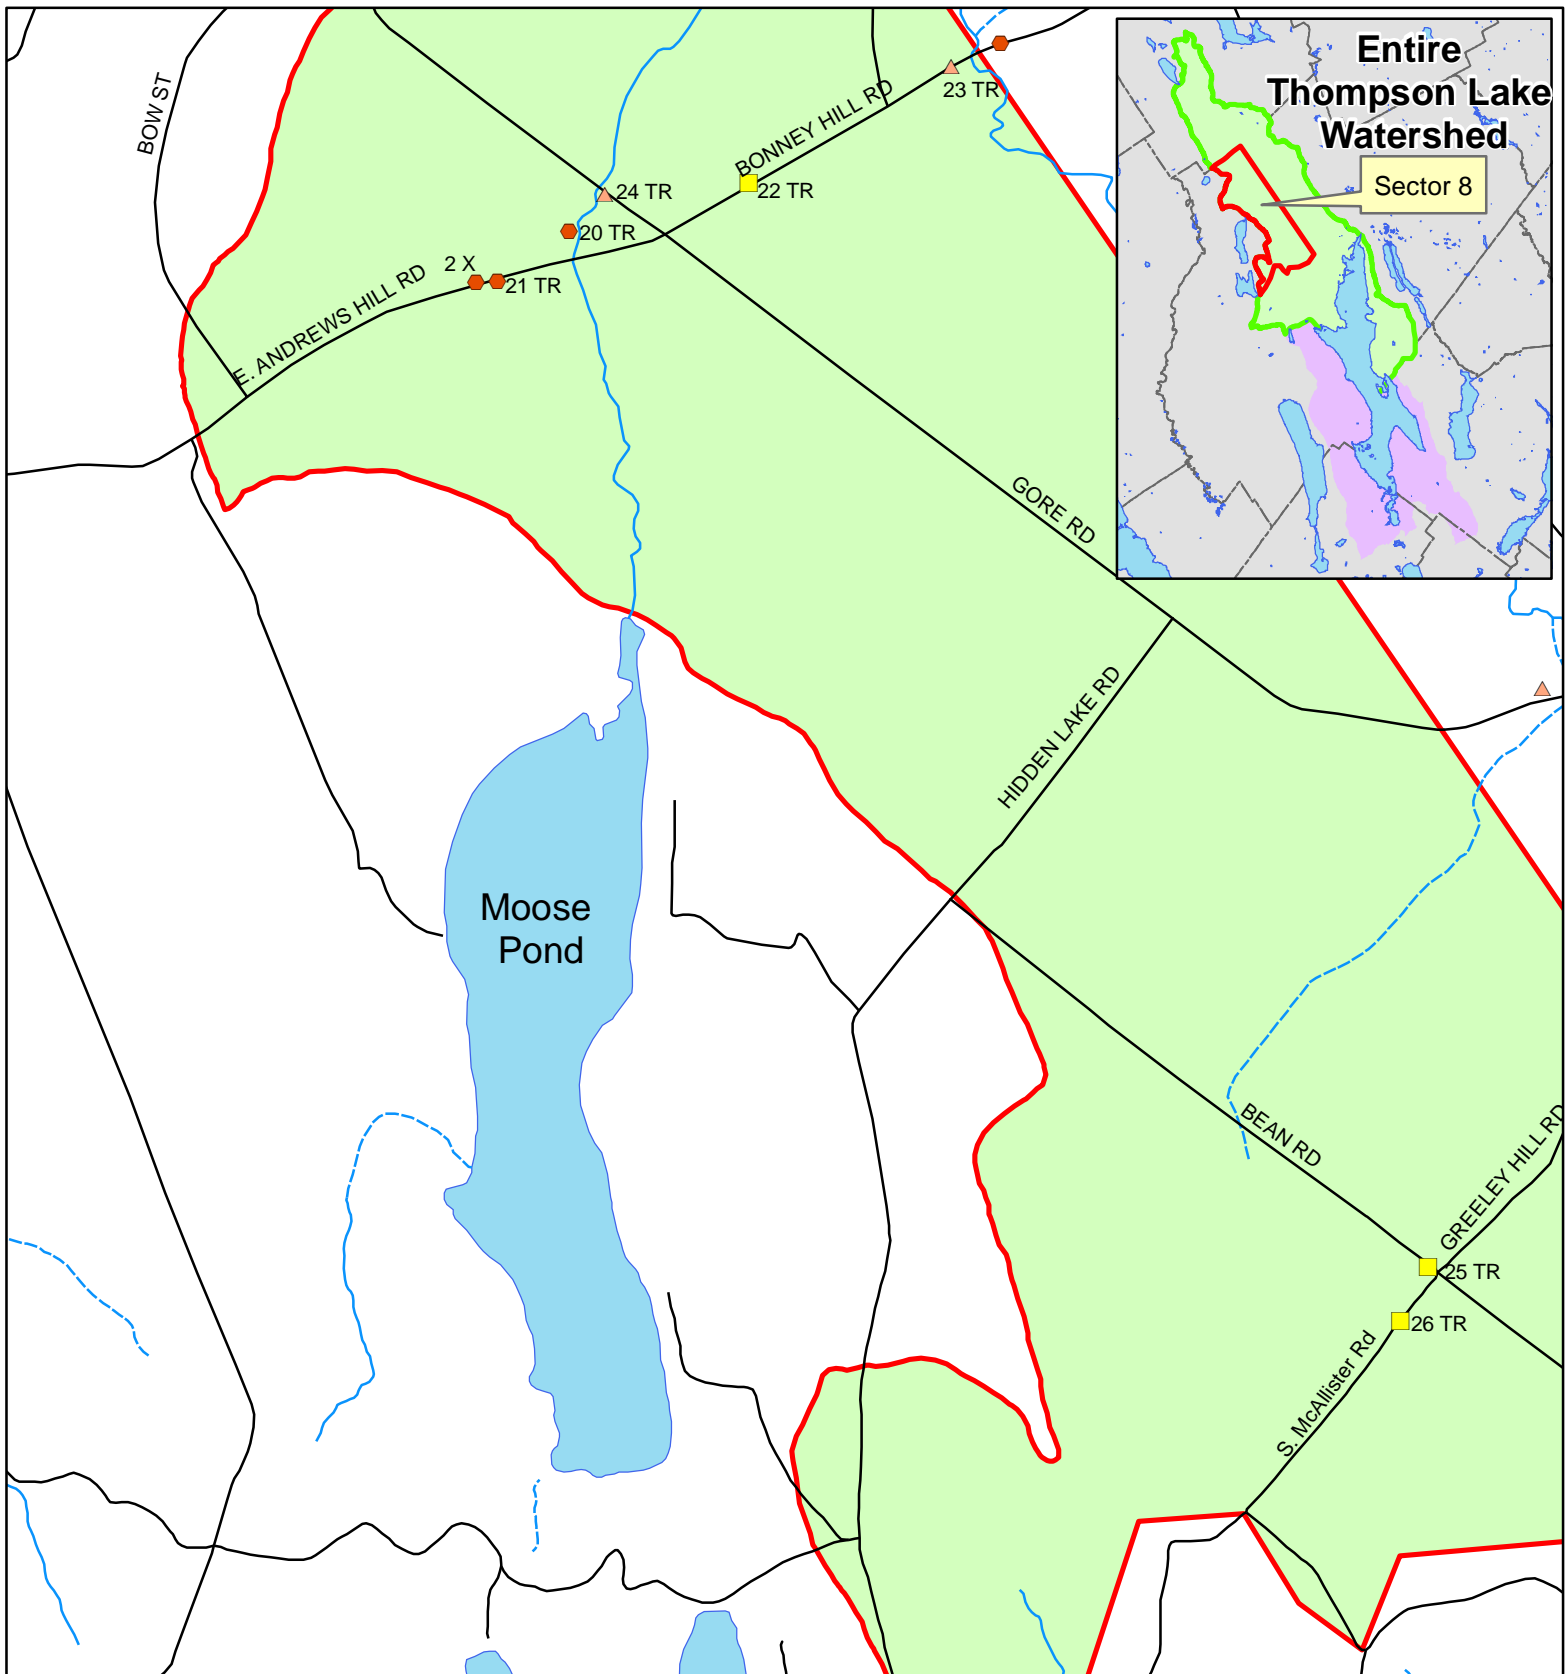 Entire
Thompson Lake
Watershed
Sector 8
BOW ST
BONNEY HILL RD
23 TR
24 TR
22 TR
20 TR
2 X
21 TR
E. ANDREWS HILL RD
GORE RD
HIDDEN LAKE RD
Moose
Pond
BEAN RD
GREELEY HILL RD
25 TR
26 TR
S. McAllister Rd